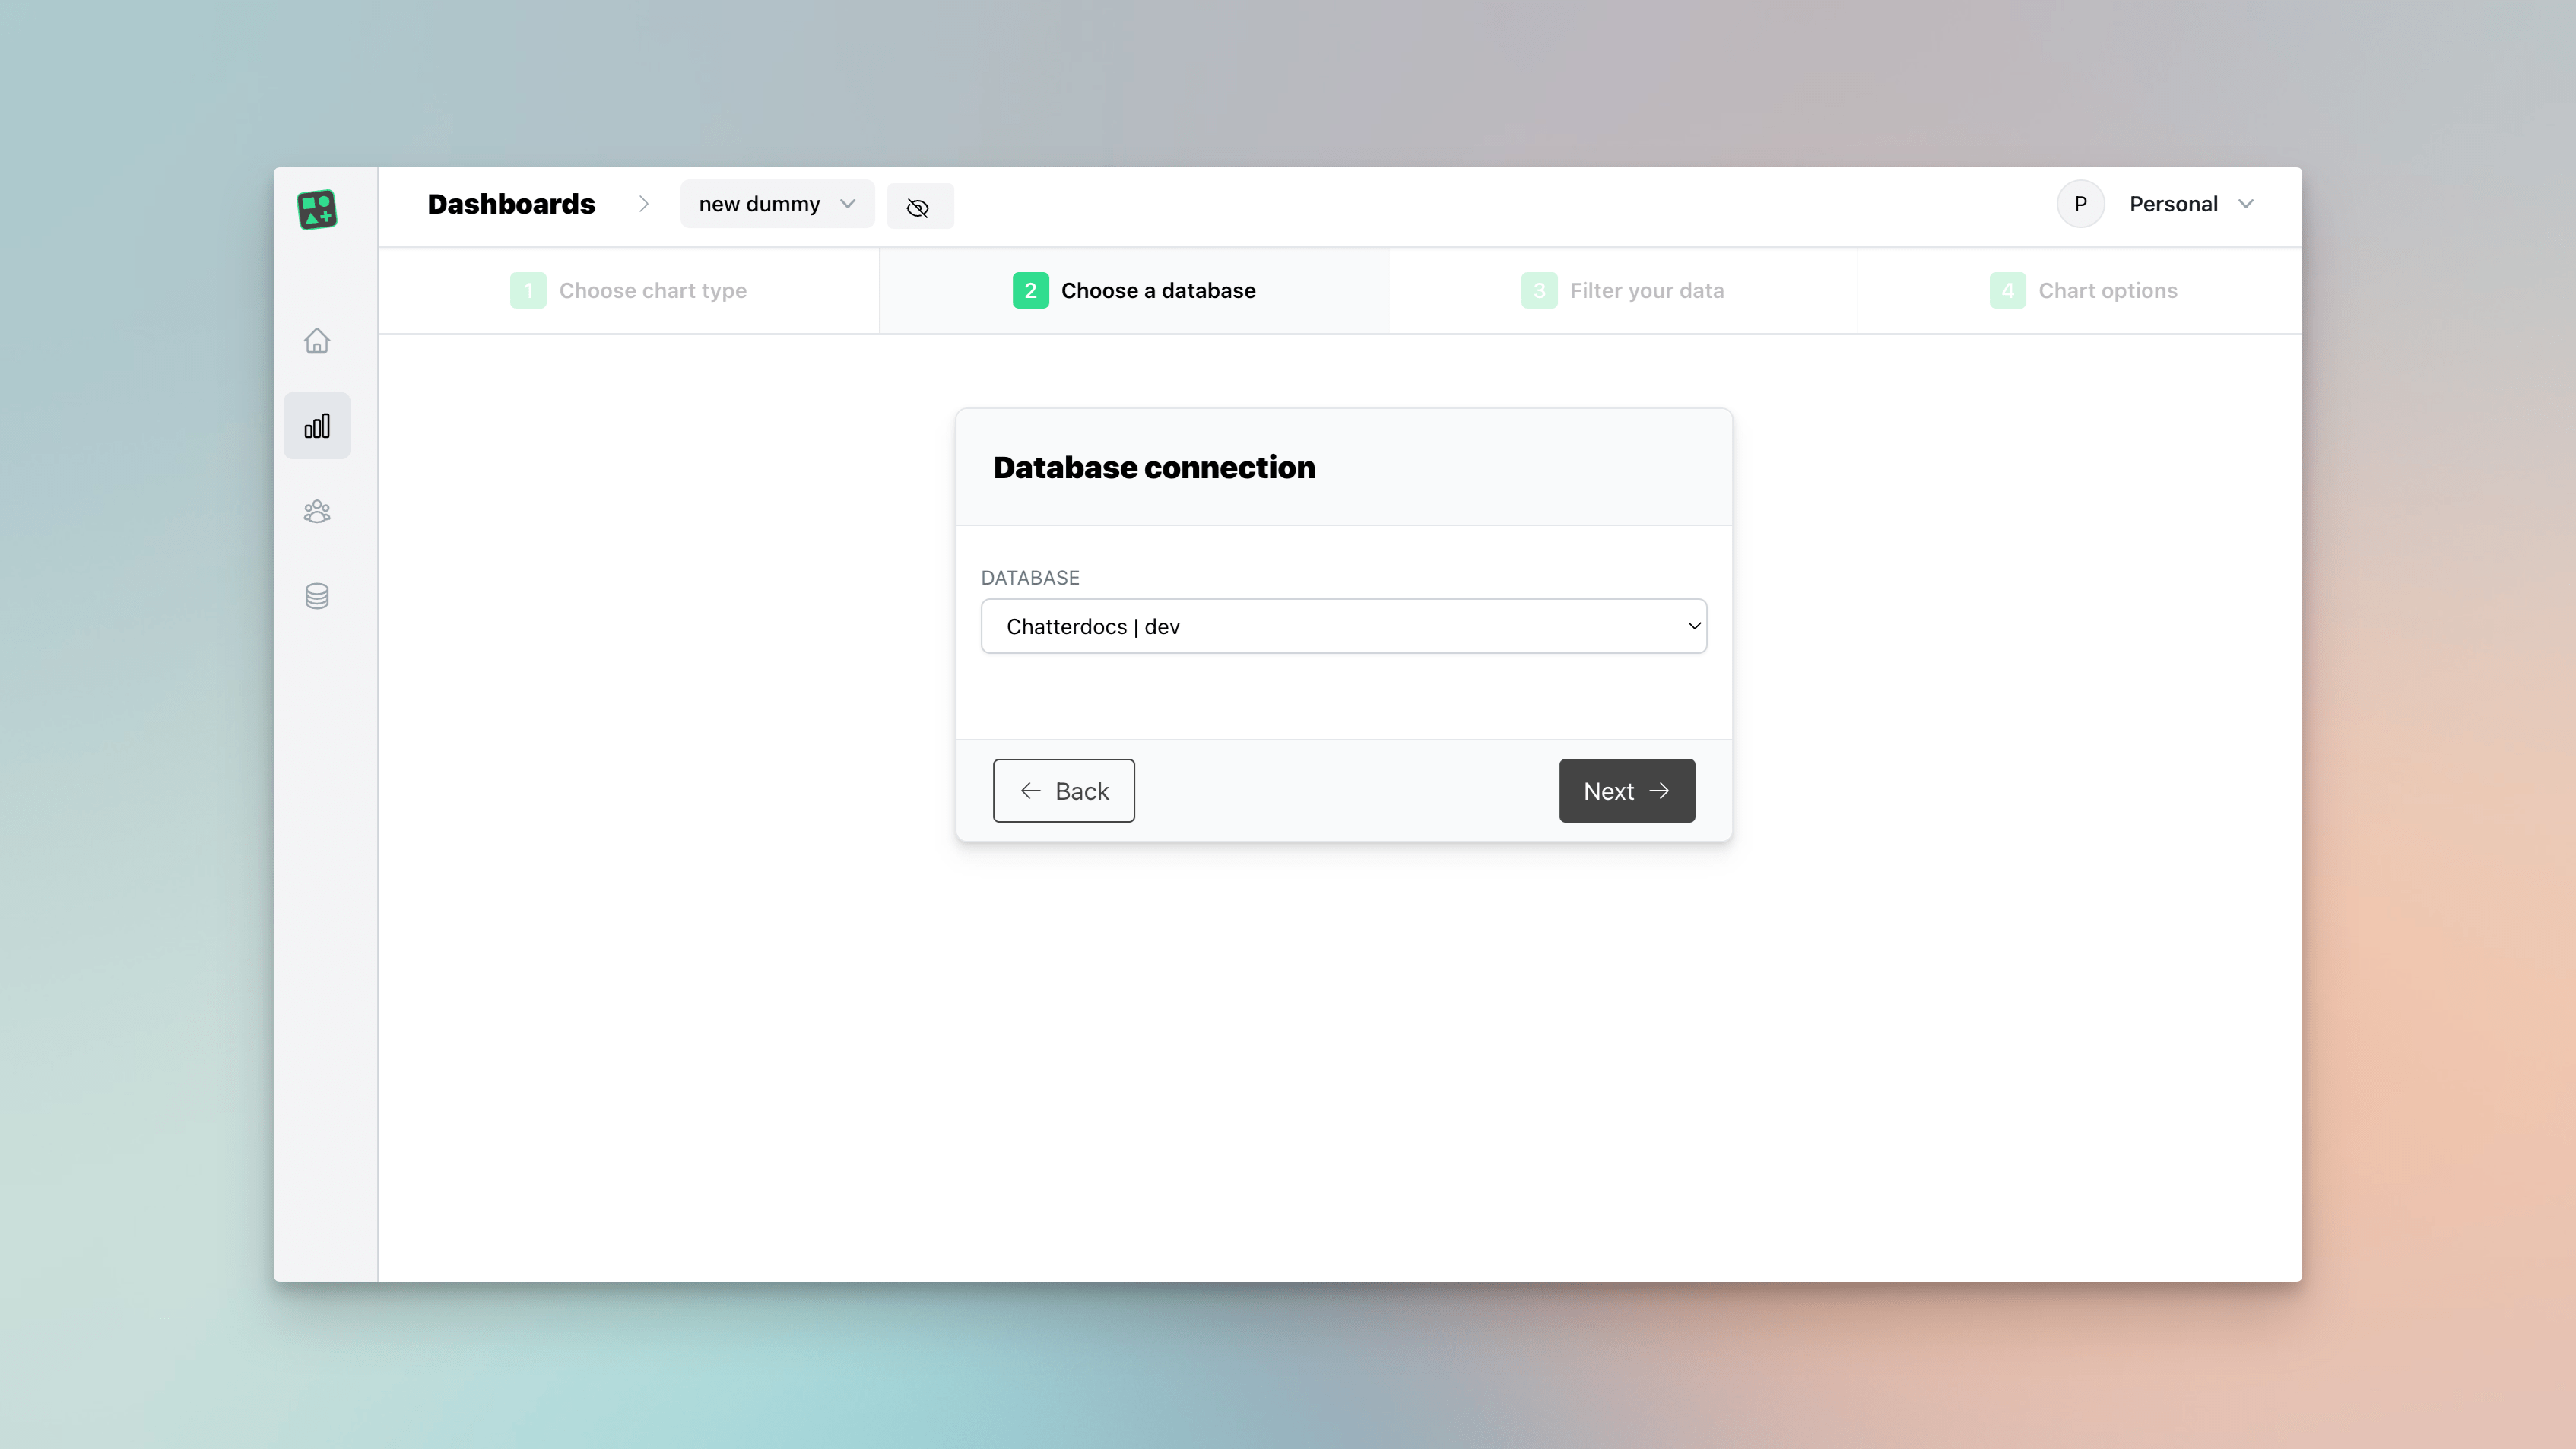 Dashboards
new dummy
P
Personal
1 Choose chart type
2 Choose a database
3 Filter your data
4 Chart options
Database connection
DATABASE
Chatterdocs | dev
Back
Next